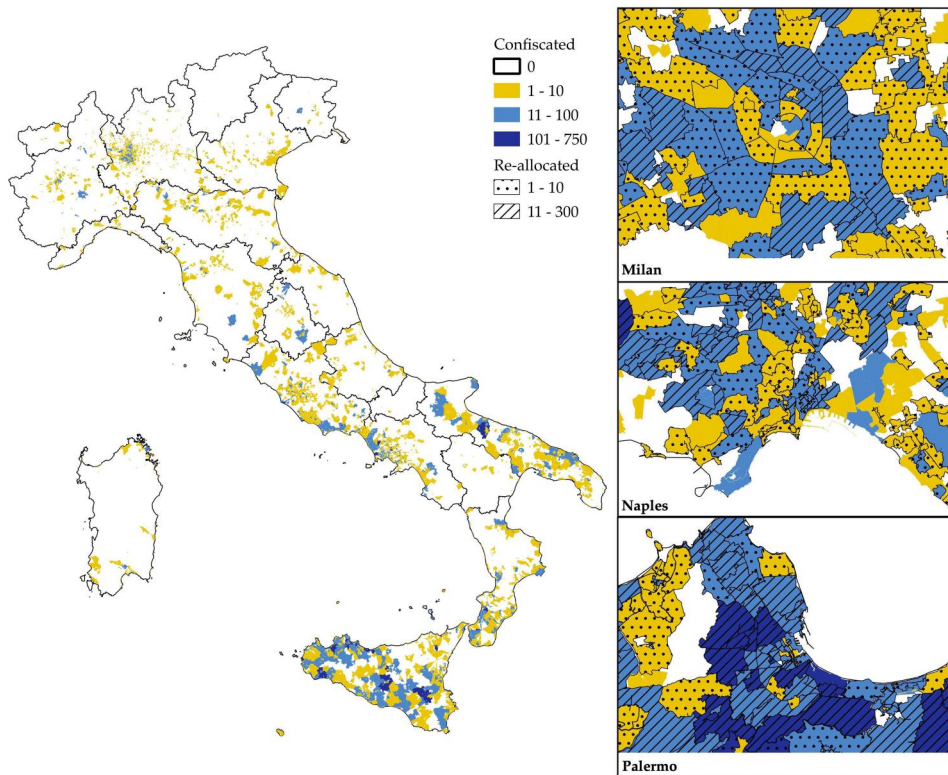 Confiscated
0
1 - 10
11 - 100
101 - 750
Re-allocated
1 - 10
11 - 300
Milan
Naples
Palermo